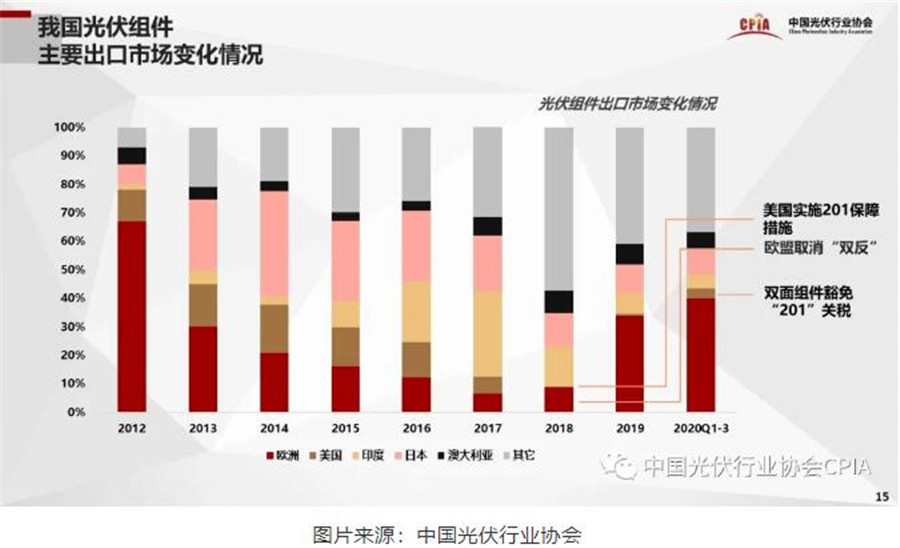 我国光伏组件
主要出口市场变化情况
CPIA
中国光伏行业协会
China Photovoltaic Industry Association
光伏组件出口市场变化情况
100%
90%
80%
70%
60%
50%
40%
30%
20%
10%
0%
2012 2013 2014 2015 2016 2017 2018 2019 2020Q1-3
欧洲 美国 印度 日本 澳大利亚 其它
美国实施201保障
措施
欧盟取消“双反”
双面组件豁免
“201”关税
中国光伏行业协会CPIA
15
图片来源：中国光伏行业协会